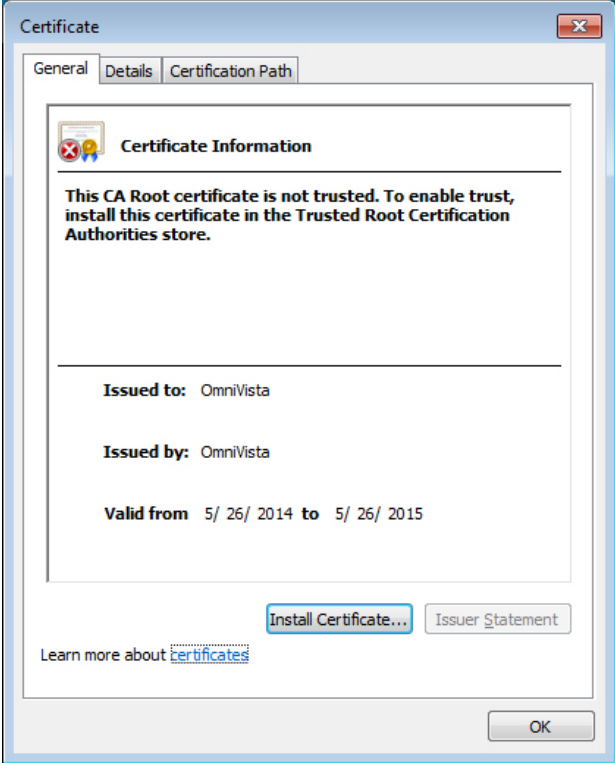 Certificate
General Details Certification Path
Certificate Information
This CA Root certificate is not trusted. To enable trust,
install this certificate in the Trusted Root Certification
Authorities store.
Issued to: OmniVista
Issued by: OmniVista
Valid from 5/ 26/ 2014 to 5/ 26/ 2015
Install Certificate... Issuer Statement
Learn more about certificates
OK